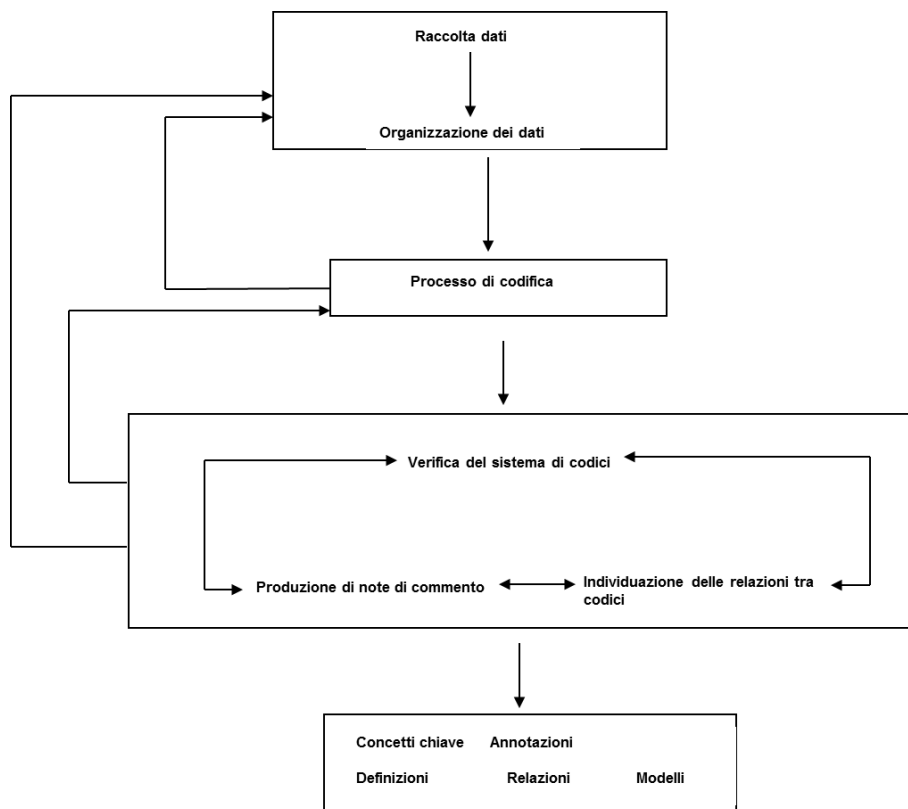 Raccolta dati
Organizzazione dei dati
Processo di codifica
Verifica del sistema di codici
Produzione di note di commento
Individuazione delle relazioni tra
codici
Concetti chiave Annotazioni
Definizioni Relazioni Modelli